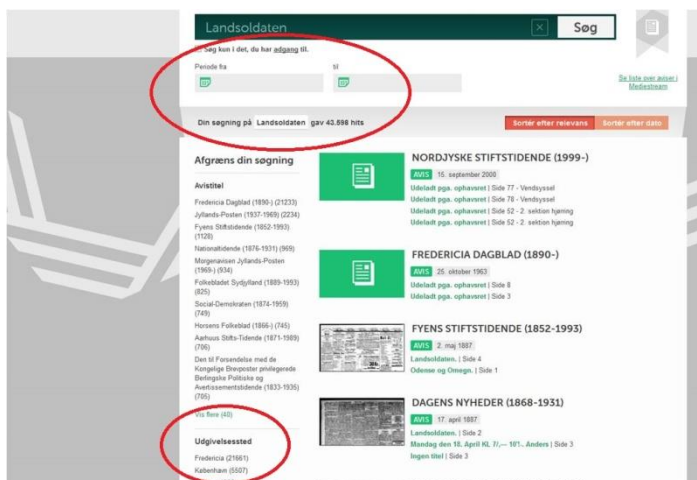 Landsoldaten
Søg
Søg kun i det, du har adgang til.
Periode fra
til
Se liste over aviser i
Mediestream
Din søgning på Landsoldaten gav 43.898 hits
Sortér efter relevans
Sortér efter dato
Afgræns din søgning
Avistitel
Fredericia Dagblad (1890-) (21233)
Jyllands-Posten (1937-1969) (2234)
Fyens Stiftstidende (1852-1993)
(1128)
Nationaltidende (1876-1931) (969)
Morgenavisen Jyllands-Posten
(1969-) (934)
Folkebladet Sydjylland (1889-1993)
(825)
Social-Demokraten (1874-1959)
(749)
Horsens Folkeblad (1866-) (745)
Aarhuus Stifts-Tidende (1871-1989)
(706)
Den til Forsendelse med de
Kongelige Brevposter privilegerede
Berlingske Politiske og
Avertissementstidende (1833-1935)
(705)
Vis flere (40)
Udgivelsessted
Fredericia (21661)
København (5507)
NORDJYSKE STIFTSTIDENDE (1999-)
AVIS 15. september 2000
Udeladt pga. ophavsret | Side 77 - Vendsyssel
Udeladt pga. ophavsret | Side 78 - Vendsyssel
Udeladt pga. ophavsret | Side 52 - 2. sektion hjørring
Udeladt pga. ophavsret | Side 52 - 2. sektion hjørring
FREDERICIA DAGBLAD (1890-)
AVIS 25. oktober 1963
Udeladt pga. ophavsret | Side 8
Udeladt pga. ophavsret | Side 3
FYENS STIFTSTIDENDE (1852-1993)
AVIS 2. maj 1887
Landsoldaten. | Side 4
Odense og Omegn. | Side 1
DAGENS NYHEDER (1868-1931)
AVIS 17. april 1887
Landsoldaten. | Side 2
Mandag den 18. April Kl. 7/,— 10'/.. Anders | Side 3
Ingen titel | Side 3